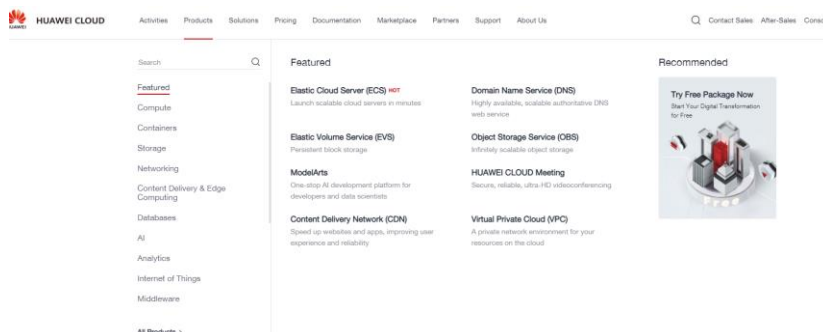 HUAWEI
HUAWEI CLOUD
Activities Products Solutions Pricing Documentation Marketplace Partners Support About Us
Contact Sales After-Sales
Search
Featured
Compute
Containers
Storage
Networking
Content Delivery & Edge
Computing
Databases
AI
Analytics
Internet of Things
Middleware
All Products >
Featured
Elastic Cloud Server (ECS) HOT
Launch scalable cloud servers in minutes
Domain Name Service (DNS)
Highly available, scalable authoritative DNS
web service
Elastic Volume Service (EVS)
Persistent block storage
Object Storage Service (OBS)
Infinitely scalable object storage
ModelArts
One-stop AI development platform for
developers and data scientists
HUAWEI CLOUD Meeting
Secure, reliable, ultra-HD videoconferencing
Content Delivery Network (CDN)
Speed up websites and apps, improving user
experience and reliability
Virtual Private Cloud (VPC)
A private network environment for your
resources on the cloud
Recommended
Try Free Package Now
Start Your Digital Transformation
for Free